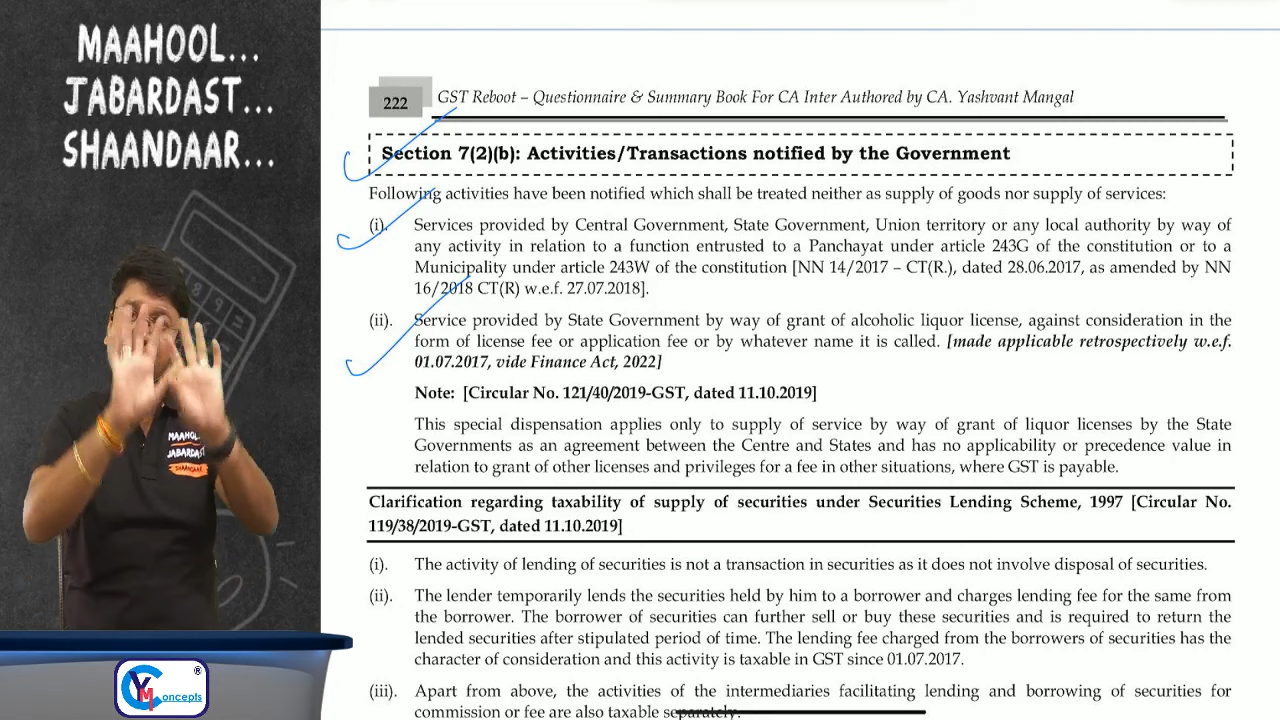 MAAHOOL...
JABARDAST...
SHAANDAAR...
222
GST Reboot – Questionnaire & Summary Book For CA Inter Authored by CA. Yashvant Mangal
Section 7(2)(b): Activities/Transactions notified by the Government
Following activities have been notified which shall be treated neither as supply of goods nor supply of services:
(i). Services provided by Central Government, State Government, Union territory or any local authority by way of
any activity in relation to a function entrusted to a Panchayat under article 243G of the constitution or to a
Municipality under article 243W of the constitution [NN 14/2017 – CT(R.), dated 28.06.2017, as amended by NN
16/2018 CT(R) w.e.f. 27.07.2018].
(ii). Service provided by State Government by way of grant of alcoholic liquor license, against consideration in the
form of license fee or application fee or by whatever name it is called. [made applicable retrospectively w.e.f.
01.07.2017, vide Finance Act, 2022]
Note: [Circular No. 121/40/2019-GST, dated 11.10.2019]
This special dispensation applies only to supply of service by way of grant of liquor licenses by the State
Governments as an agreement between the Centre and States and has no applicability or precedence value in
relation to grant of other licenses and privileges for a fee in other situations, where GST is payable.
Clarification regarding taxability of supply of securities under Securities Lending Scheme, 1997 [Circular No.
119/38/2019-GST, dated 11.10.2019]
(i). The activity of lending of securities is not a transaction in securities as it does not involve disposal of securities.
(ii). The lender temporarily lends the securities held by him to a borrower and charges lending fee for the same from
the borrower. The borrower of securities can further sell or buy these securities and is required to return the
lended securities after stipulated period of time. The lending fee charged from the borrowers of securities has the
character of consideration and this activity is taxable in GST since 01.07.2017.
(iii). Apart from above, the activities of the intermediaries facilitating lending and borrowing of securities for
commission or fee are also taxable separately.
MAAHOOL
JABARDAST
SHAANDAAR
YM Concepts ®